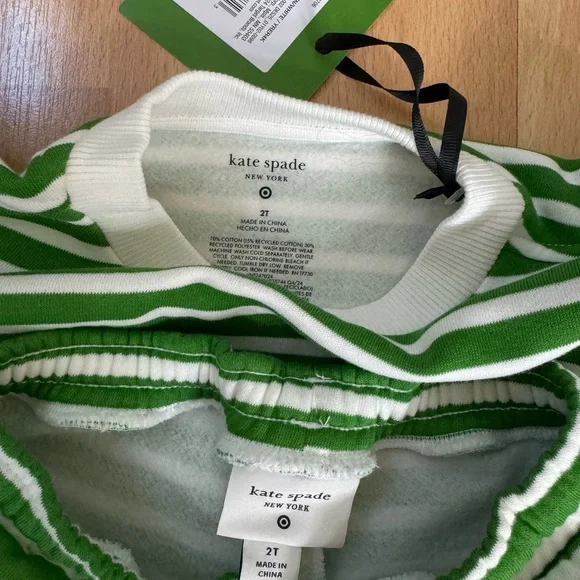 kate spade
NEW YORK
2T
MADE IN CHINA
HECHO EN CHINA
70% COTTON (15% RECYCLED COTTON) 30%
RECYCLED POLYESTER WASH BEFORE WEAR
MACHINE WASH COLD SEPARATELY, GENTLE
CYCLE. ONLY NON-CHLORINE BLEACH IF
NEEDED. TUMBLE DRY LOW. REMOVE
COOL IRON IF NEEDED. RN 17730
kate spade
NEW YORK
2T
MADE IN
CHINA